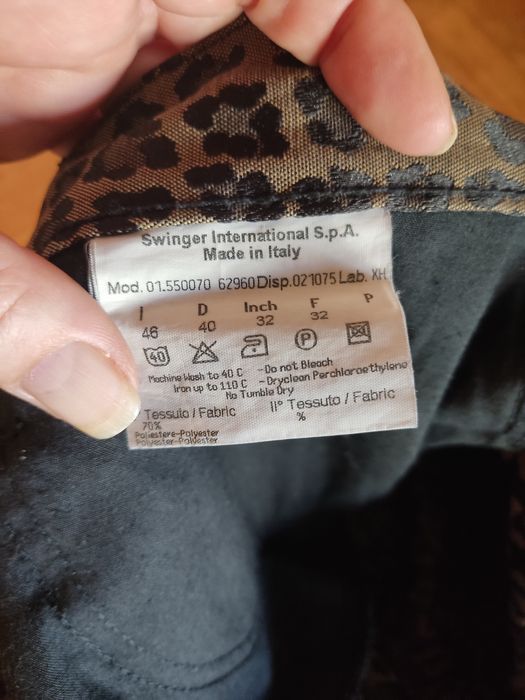 Swinger International S.p.A.
Made in Italy
Mod. 01.550070 62960 Disp.021075 Lab. XH
I D Inch F P
46 40 32 32
40 P
Machine Wash to 40 C - Do not Bleach
Iron up to 110 C - Dryclean Perchloroethylene
No Tumble Dry
Tessuto / Fabric II° Tessuto / Fabric
70% %
Poliestere-Polyester
Polyester-Polyester